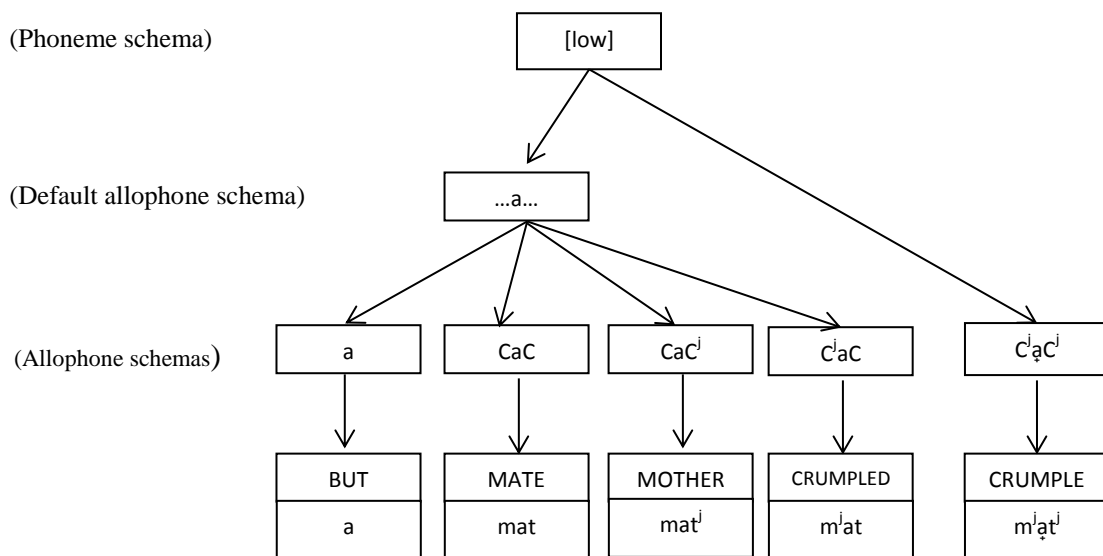 (Phoneme schema)
[low]
(Default allophone schema)
...a...
(Allophone schemas)
a CaC CaCʲ CʲaC Cʲa̟Cʲ
BUT MATE MOTHER CRUMPLED CRUMPLE
a mat matʲ mʲat mʲa̟tʲ